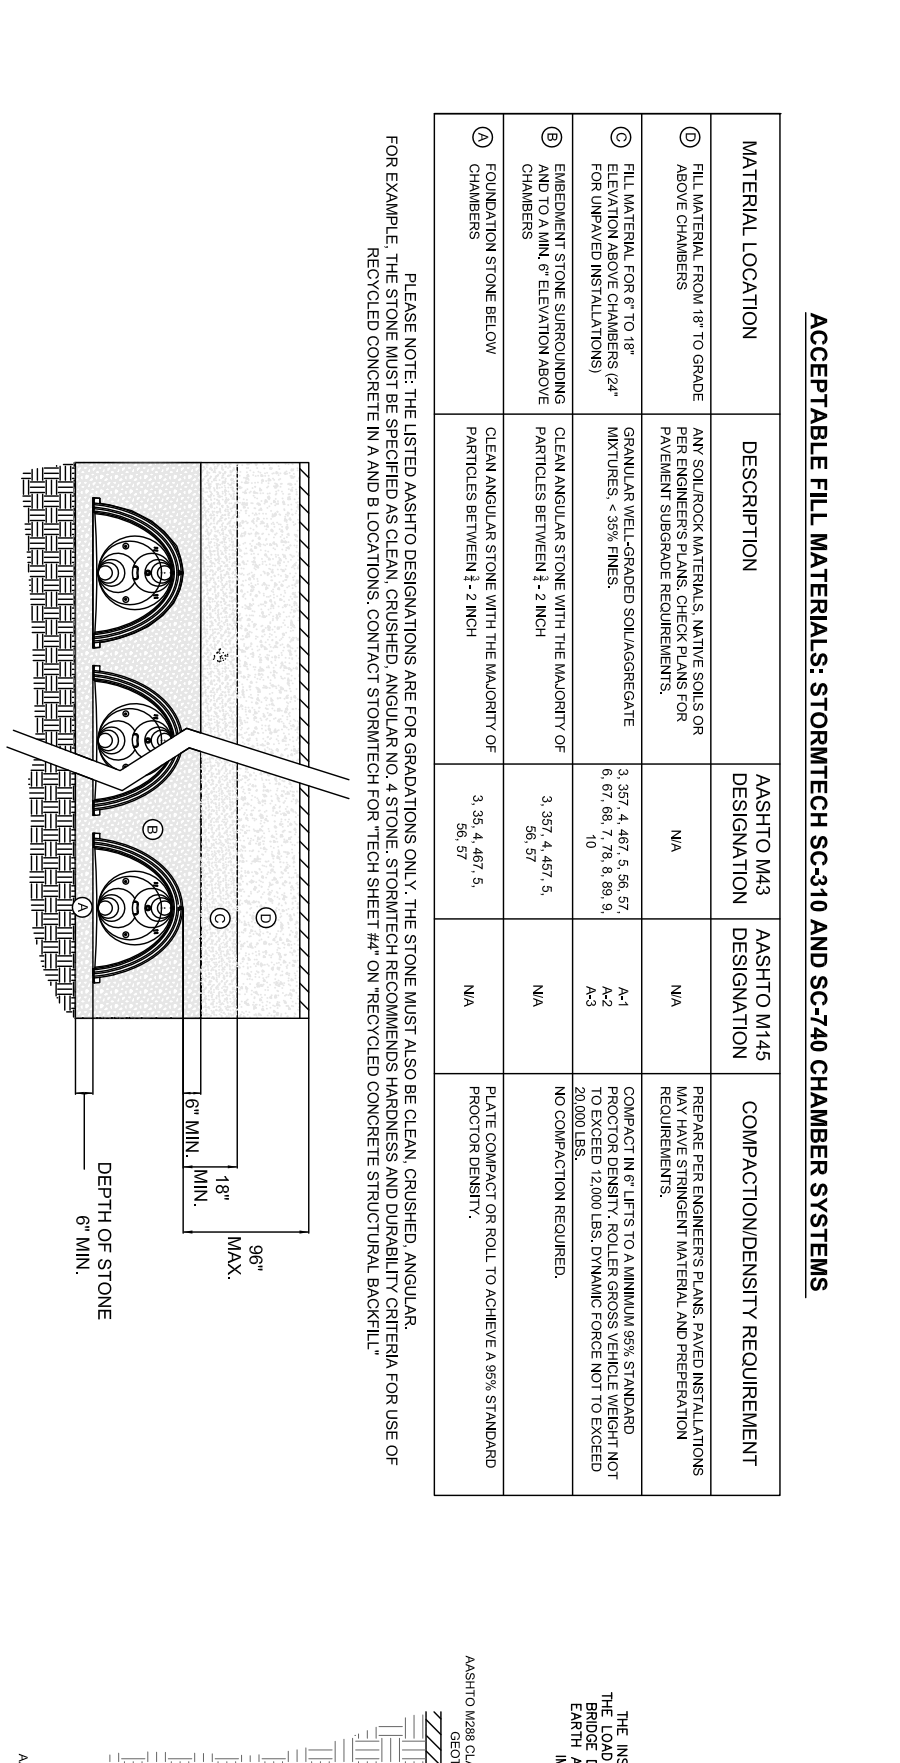 ACCEPTABLE FILL MATERIALS: STORMTECH SC-310 AND SC-740 CHAMBER SYSTEMS
MATERIAL LOCATION
DESCRIPTION
AASHTO M43
DESIGNATION
AASHTO M145
DESIGNATION
COMPACTION/DENSITY REQUIREMENT
D
FILL MATERIAL FROM 18" TO GRADE
ABOVE CHAMBERS
ANY SOIL/ROCK MATERIALS, NATIVE SOILS OR
PER ENGINEER'S PLANS. CHECK PLANS FOR
PAVEMENT SUBGRADE REQUIREMENTS.
N/A
N/A
PREPARE PER ENGINEER'S PLANS. PAVED INSTALLATIONS
MAY HAVE STRINGENT MATERIAL AND PREPERATION
REQUIREMENTS.
C
FILL MATERIAL FOR 6" TO 18"
ELEVATION ABOVE CHAMBERS (24"
FOR UNPAVED INSTALLATIONS)
GRANULAR WELL-GRADED SOIL/AGGREGATE
MIXTURES, < 35% FINES.
3, 357, 4, 467, 5, 56, 57,
6, 67, 68, 7, 78, 8, 89, 9,
10
A-1
A-2
A-3
COMPACT IN 6" LIFTS TO A MINIMUM 95% STANDARD
PROCTOR DENSITY. ROLLER GROSS VEHICLE WEIGHT NOT
TO EXCEED 12,000 LBS. DYNAMIC FORCE NOT TO EXCEED
20,000 LBS.
B
EMBEDMENT STONE SURROUNDING
AND TO A MIN. 6" ELEVATION ABOVE
CHAMBERS
CLEAN ANGULAR STONE WITH THE MAJORITY OF
PARTICLES BETWEEN ¾ - 2 INCH
3, 357, 4, 457, 5,
56, 57
N/A
NO COMPACTION REQUIRED.
A
FOUNDATION STONE BELOW
CHAMBERS
CLEAN ANGULAR STONE WITH THE MAJORITY OF
PARTICLES BETWEEN ¾ - 2 INCH
3, 35, 4, 467, 5,
56, 57
N/A
PLATE COMPACT OR ROLL TO ACHIEVE A 95% STANDARD
PROCTOR DENSITY.
PLEASE NOTE: THE LISTED AASHTO DESIGNATIONS ARE FOR GRADATIONS ONLY. THE STONE MUST ALSO BE CLEAN, CRUSHED, ANGULAR.
FOR EXAMPLE, THE STONE MUST BE SPECIFIED AS CLEAN, CRUSHED, ANGULAR NO. 4 STONE. STORMTECH RECOMMENDS HARDNESS AND DURABILITY CRITERIA FOR USE OF
RECYCLED CONCRETE IN A AND B LOCATIONS. CONTACT STORMTECH FOR "TECH SHEET #4" ON "RECYCLED CONCRETE STRUCTURAL BACKFILL"
D
C
B
A
6" MIN.
18"
MIN.
96"
MAX.
DEPTH OF STONE
6" MIN.
THE INS
THE LOAD
BRIDGE
EARTH A
AASHTO M288 CL
GEOT
A